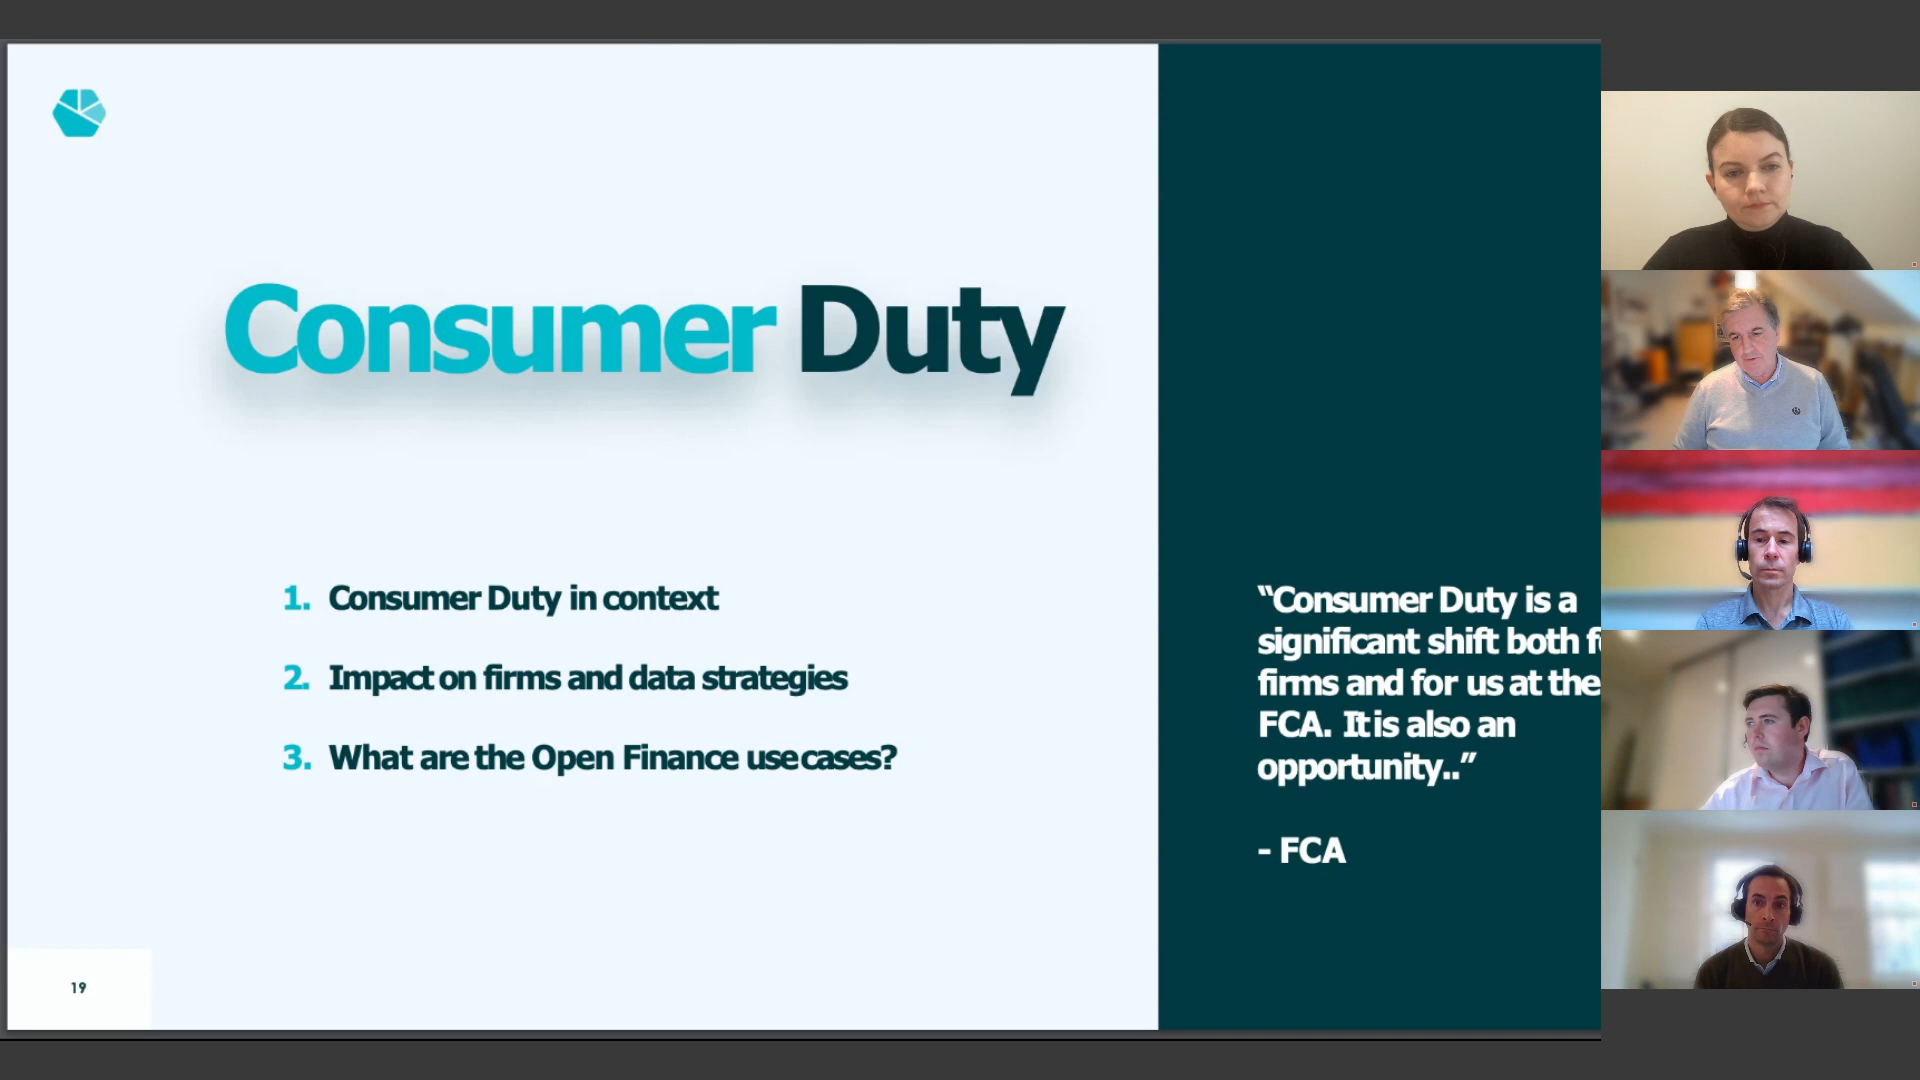 Consumer Duty
1. Consumer Duty in context
2. Impact on firms and data strategies
3. What are the Open Finance use cases?
“Consumer Duty is a
significant shift both f
firms and for us at the
FCA. It is also an
opportunity..”
- FCA
19